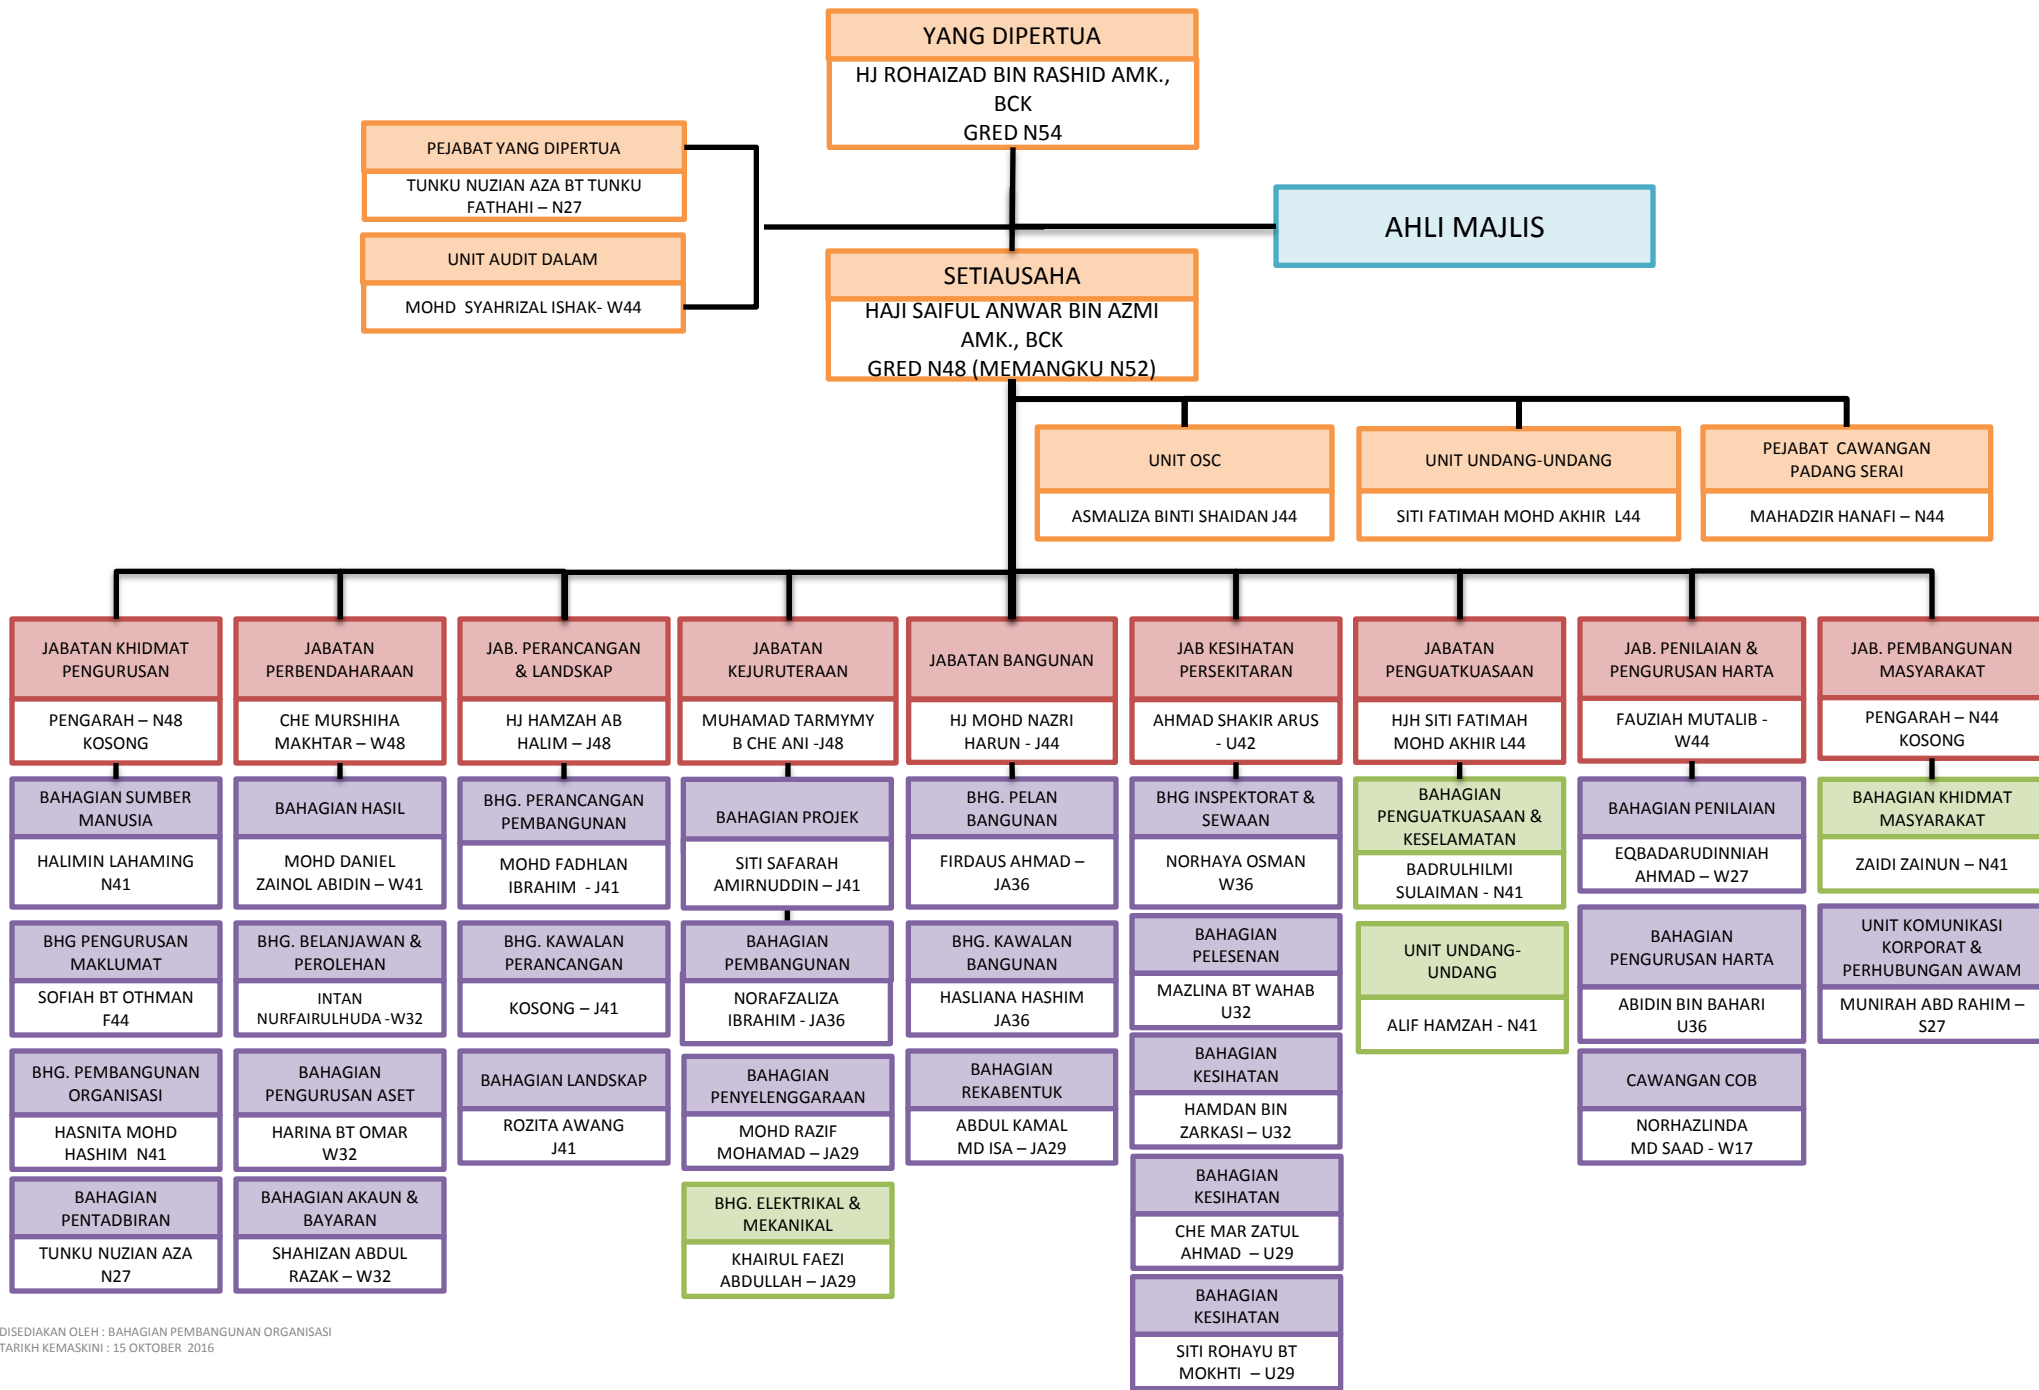 YANG DIPERTUA
HJ ROHAIZAD BIN RASHID AMK.,
BCK
GRED N54
PEJABAT YANG DIPERTUA
TUNKU NUZIAN AZA BT TUNKU
FATHAHI – N27
UNIT AUDIT DALAM
MOHD  SYAHRIZAL ISHAK- W44
AHLI MAJLIS
SETIAUSAHA
HAJI SAIFUL ANWAR BIN AZMI
AMK., BCK
GRED N48 (MEMANGKU N52)
UNIT OSC
ASMALIZA BINTI SHAIDAN J44
UNIT UNDANG-UNDANG
SITI FATIMAH MOHD AKHIR  L44
PEJABAT  CAWANGAN
PADANG SERAI
MAHADZIR HANAFI – N44
JABATAN KHIDMAT
PENGURUSAN
PENGARAH – N48
KOSONG
BAHAGIAN SUMBER
MANUSIA
HALIMIN LAHAMING
N41
BHG PENGURUSAN
MAKLUMAT
SOFIAH BT OTHMAN
F44
BHG. PEMBANGUNAN
ORGANISASI
HASNITA MOHD
HASHIM  N41
BAHAGIAN
PENTADBIRAN
TUNKU NUZIAN AZA
N27
JABATAN
PERBENDAHARAAN
CHE MURSHIHA
MAKHTAR – W48
BAHAGIAN HASIL
MOHD DANIEL
ZAINOL ABIDIN – W41
BHG. BELANJAWAN &
PEROLEHAN
INTAN
NURFAIRULHUDA -W32
BAHAGIAN
PENGURUSAN ASET
HARINA BT OMAR
W32
BAHAGIAN AKAUN &
BAYARAN
SHAHIZAN ABDUL
RAZAK – W32
JAB. PERANCANGAN
& LANDSKAP
HJ HAMZAH AB
HALIM – J48
BHG. PERANCANGAN
PEMBANGUNAN
MOHD FADHLAN
IBRAHIM  - J41
BHG. KAWALAN
PERANCANGAN
KOSONG – J41
BAHAGIAN LANDSKAP
ROZITA AWANG
J41
JABATAN
KEJURUTERAAN
MUHAMAD TARMYMY
B CHE ANI -J48
BAHAGIAN PROJEK
SITI SAFARAH
AMIRNUDDIN – J41
BAHAGIAN
PEMBANGUNAN
NORAFZALIZA
IBRAHIM - JA36
BAHAGIAN
PENYELENGGARAAN
MOHD RAZIF
MOHAMAD – JA29
BHG. ELEKTRIKAL &
MEKANIKAL
KHAIRUL FAEZI
ABDULLAH – JA29
JABATAN BANGUNAN
HJ MOHD NAZRI
HARUN - J44
BHG. PELAN
BANGUNAN
FIRDAUS AHMAD –
JA36
BHG. KAWALAN
BANGUNAN
HASLIANA HASHIM
JA36
BAHAGIAN
REKABENTUK
ABDUL KAMAL
MD ISA – JA29
JAB KESIHATAN
PERSEKITARAN
AHMAD SHAKIR ARUS
- U42
BHG INSPEKTORAT &
SEWAAN
NORHAYA OSMAN
W36
BAHAGIAN
PELESENAN
MAZLINA BT WAHAB
U32
BAHAGIAN
KESIHATAN
HAMDAN BIN
ZARKASI – U32
BAHAGIAN
KESIHATAN
CHE MAR ZATUL
AHMAD  – U29
BAHAGIAN
KESIHATAN
SITI ROHAYU BT
MOKHTI  – U29
JABATAN
PENGUATKUASAAN
HJH SITI FATIMAH
MOHD AKHIR L44
BAHAGIAN
PENGUATKUASAAN &
KESELAMATAN
BADRULHILMI
SULAIMAN - N41
UNIT UNDANG-
UNDANG
ALIF HAMZAH - N41
JAB. PENILAIAN &
PENGURUSAN HARTA
FAUZIAH MUTALIB -
W44
BAHAGIAN PENILAIAN
EQBADARUDINNIAH
AHMAD – W27
BAHAGIAN
PENGURUSAN HARTA
ABIDIN BIN BAHARI
U36
CAWANGAN COB
NORHAZLINDA
MD SAAD - W17
JAB. PEMBANGUNAN
MASYARAKAT
PENGARAH – N44
KOSONG
BAHAGIAN KHIDMAT
MASYARAKAT
ZAIDI ZAINUN – N41
UNIT KOMUNIKASI
KORPORAT &
PERHUBUNGAN AWAM
MUNIRAH ABD RAHIM –
S27
DISEDIAKAN OLEH : BAHAGIAN PEMBANGUNAN ORGANISASI
TARIKH KEMASKINI : 15 OKTOBER  2016